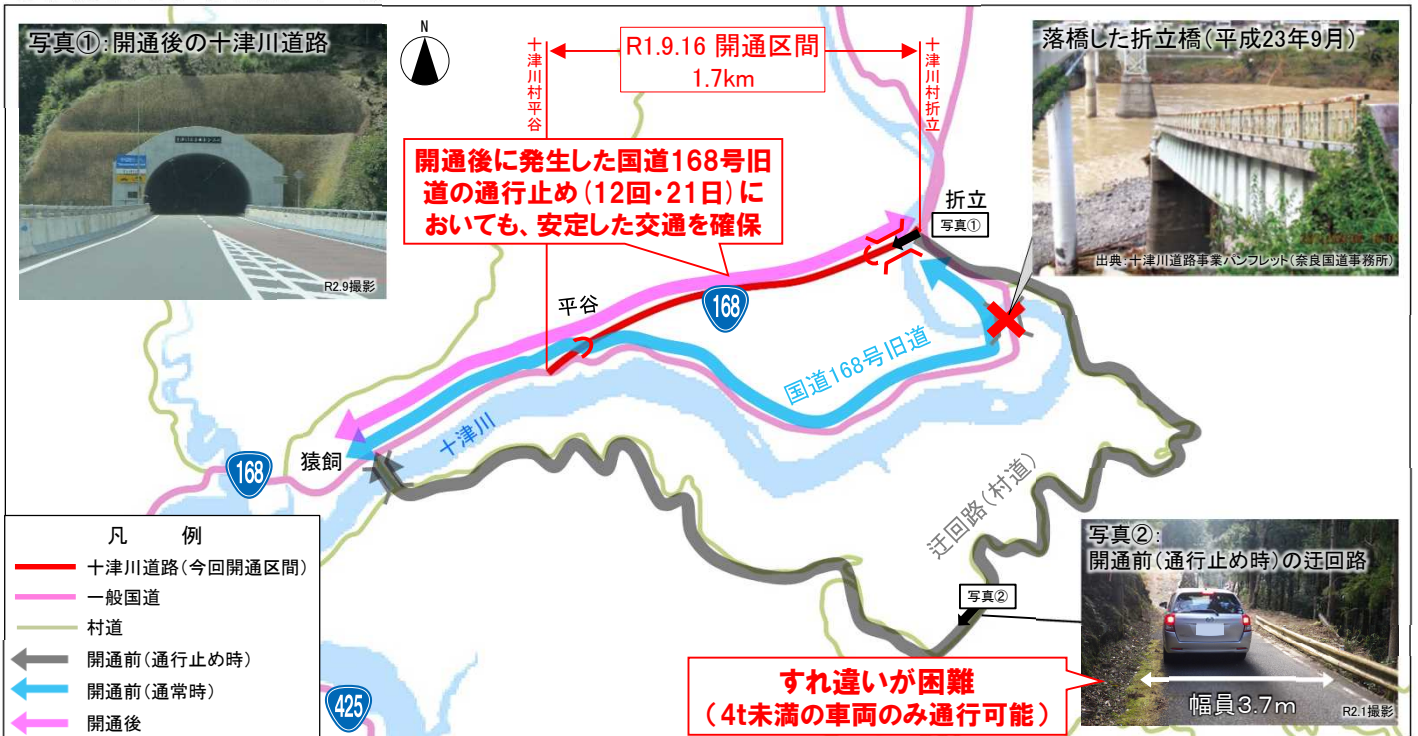 写真①:開通後の十津川道路
R2.9撮影
N
十津川村平谷
R1.9.16 開通区間
1.7km
十津川村折立
落橋した折立橋(平成23年9月)
出典:十津川道路事業パンフレット(奈良国道事務所)
開通後に発生した国道168号旧
道の通行止め(12回・21日)に
おいても、安定した交通を確保
折立
写真①
平谷
168
国道168号旧道
十津川
猿飼
168
迂回路(村道)
写真②
写真②:
開通前(通行止め時)の迂回路
幅員3.7m
R2.1撮影
すれ違いが困難
(4t未満の車両のみ通行可能)
425
凡 例
十津川道路(今回開通区間)
一般国道
村道
開通前(通行止め時)
開通前(通常時)
開通後